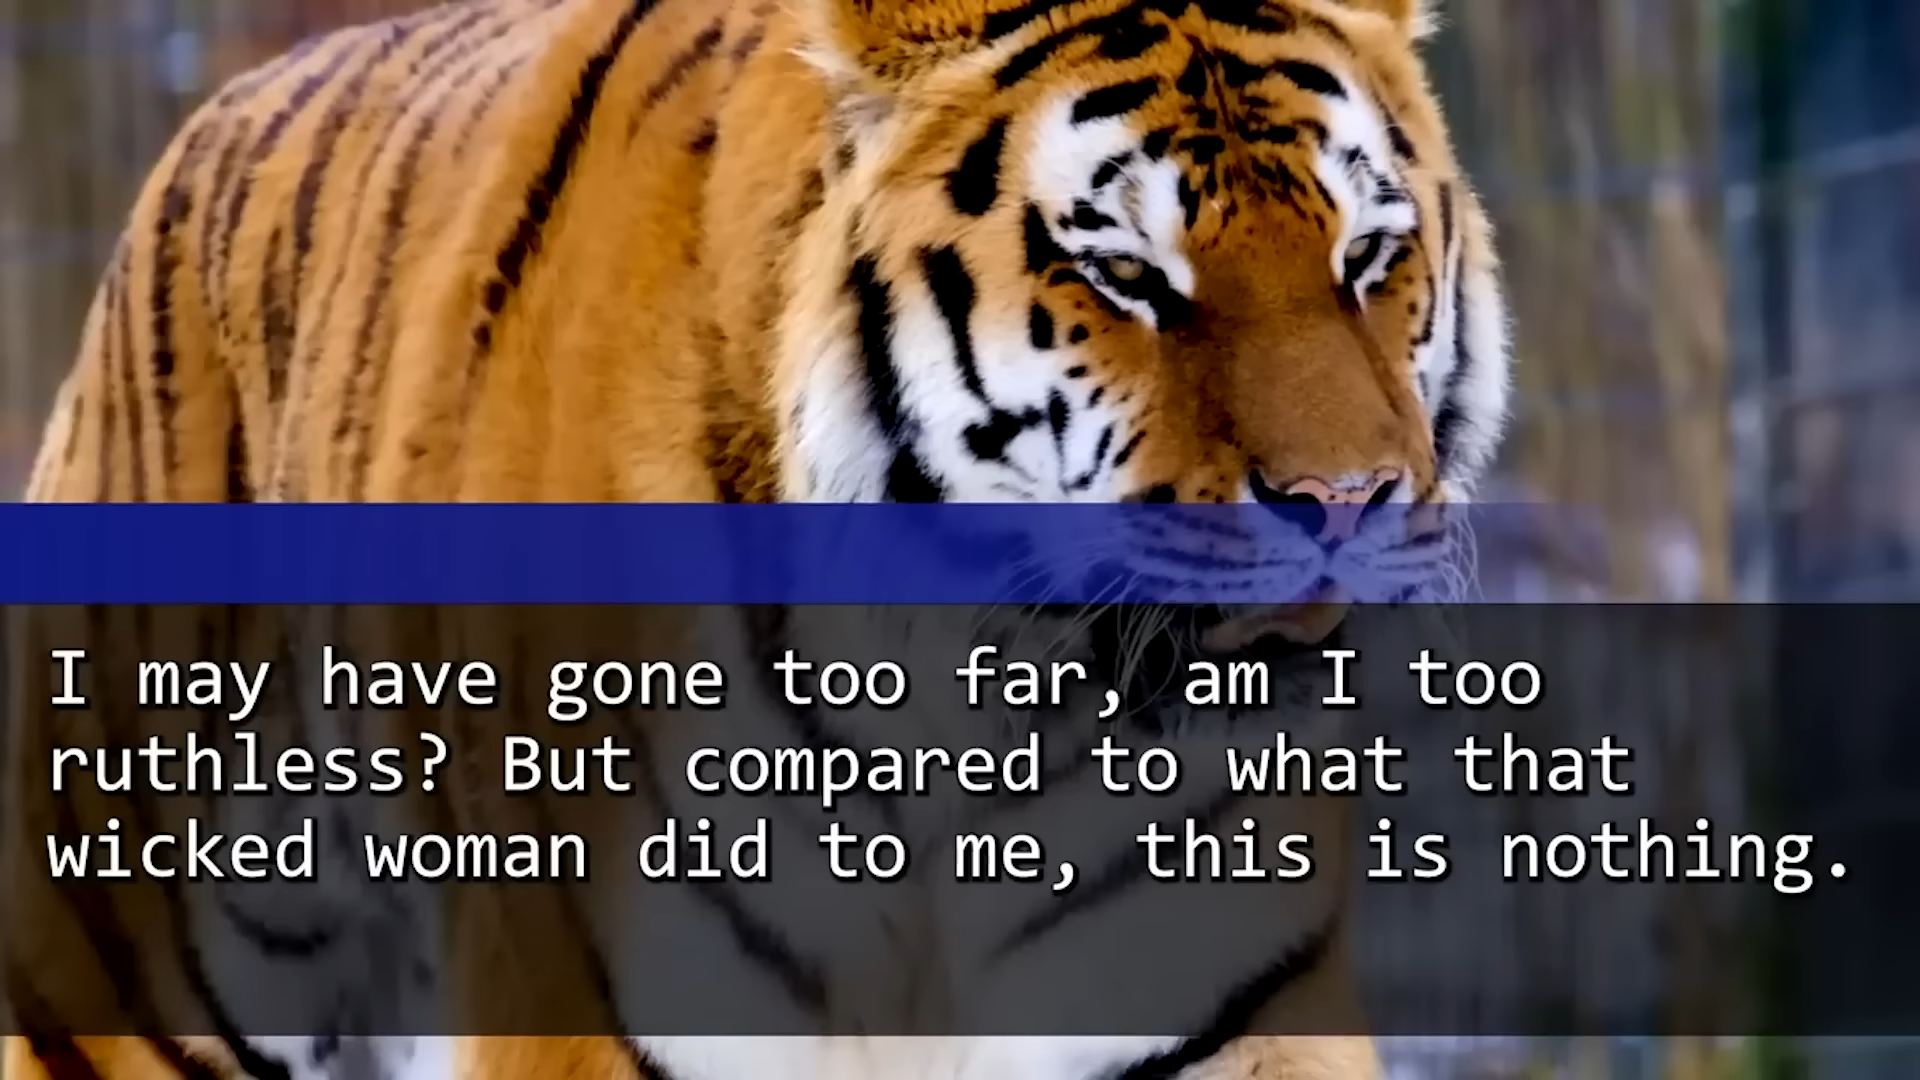 I may have gone too far, am I too
ruthless? But compared to what that
wicked woman did to me, this is nothing.